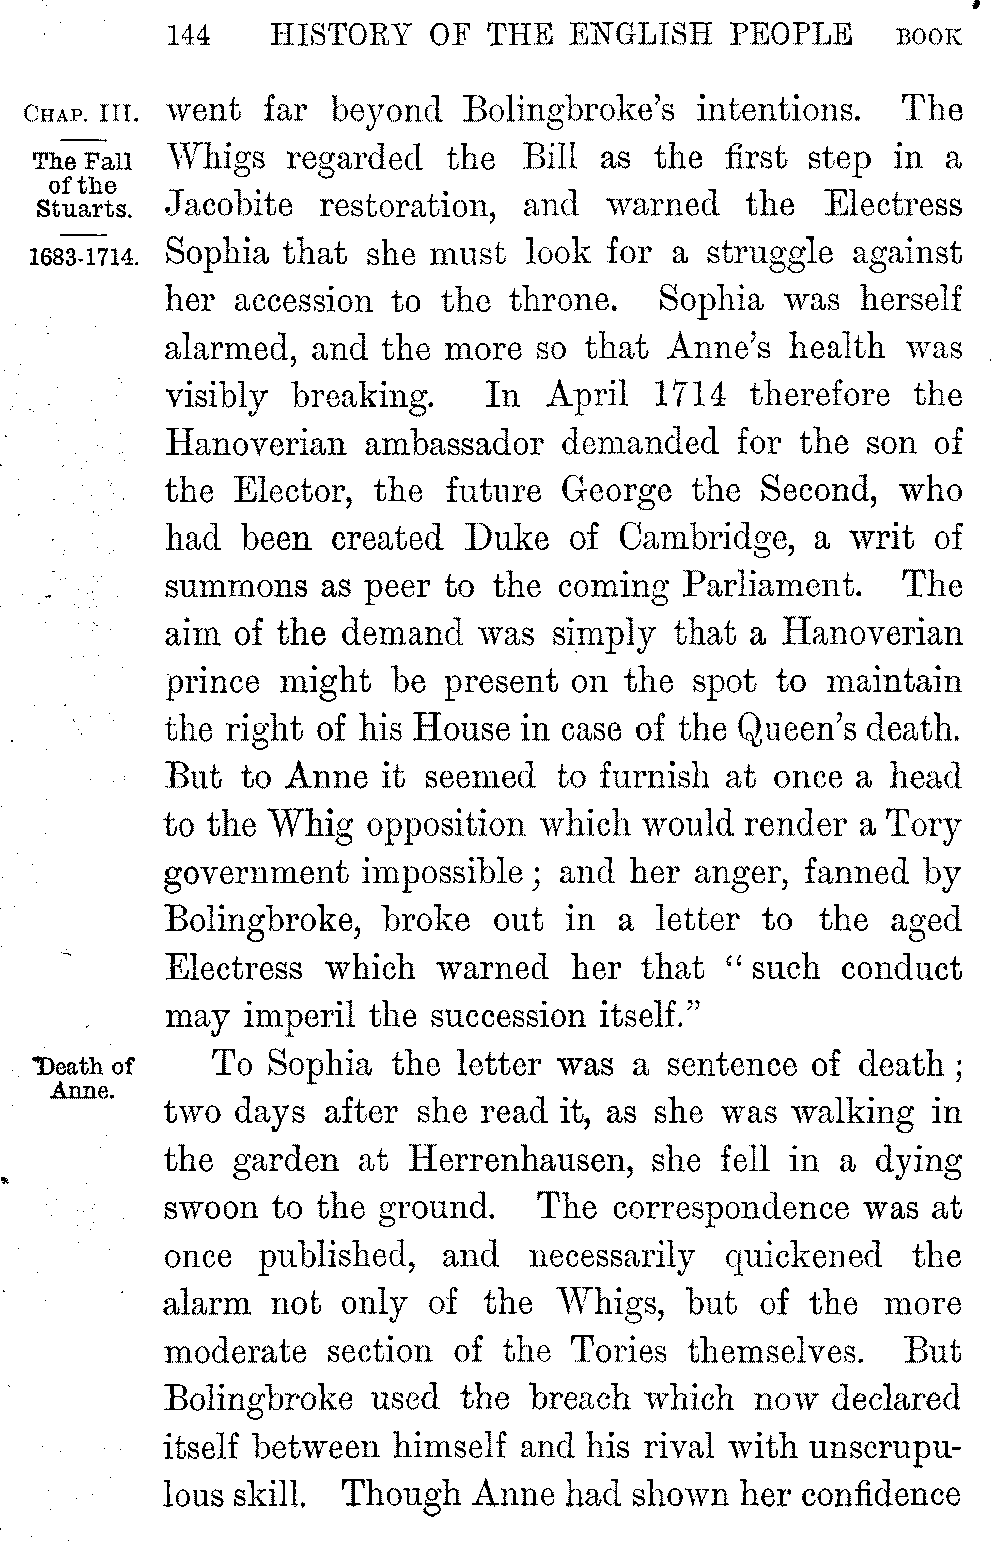 144 HISTORY OF THE ENGLISH PEOPLE BOOK
CHAP. III.
The Fall
of the
Stuarts.
1683-1714.
went far beyond Bolingbroke's intentions. The
Whigs regarded the Bill as the first step in a
Jacobite restoration, and warned the Electress
Sophia that she must look for a struggle against
her accession to the throne. Sophia was herself
alarmed, and the more so that Anne's health was
visibly breaking. In April 1714 therefore the
Hanoverian ambassador demanded for the son of
the Elector, the future George the Second, who
had been created Duke of Cambridge, a writ of
summons as peer to the coming Parliament. The
aim of the demand was simply that a Hanoverian
prince might be present on the spot to maintain
the right of his House in case of the Queen's death.
But to Anne it seemed to furnish at once a head
to the Whig opposition which would render a Tory
government impossible; and her anger, fanned by
Bolingbroke, broke out in a letter to the aged
Electress which warned her that "such conduct
may imperil the succession itself."
Death of
Anne.
To Sophia the letter was a sentence of death;
two days after she read it, as she was walking in
the garden at Herrenhausen, she fell in a dying
swoon to the ground. The correspondence was at
once published, and necessarily quickened the
alarm not only of the Whigs, but of the more
moderate section of the Tories themselves. But
Bolingbroke used the breach which now declared
itself between himself and his rival with unscrupu-
lous skill. Though Anne had shown her confidence